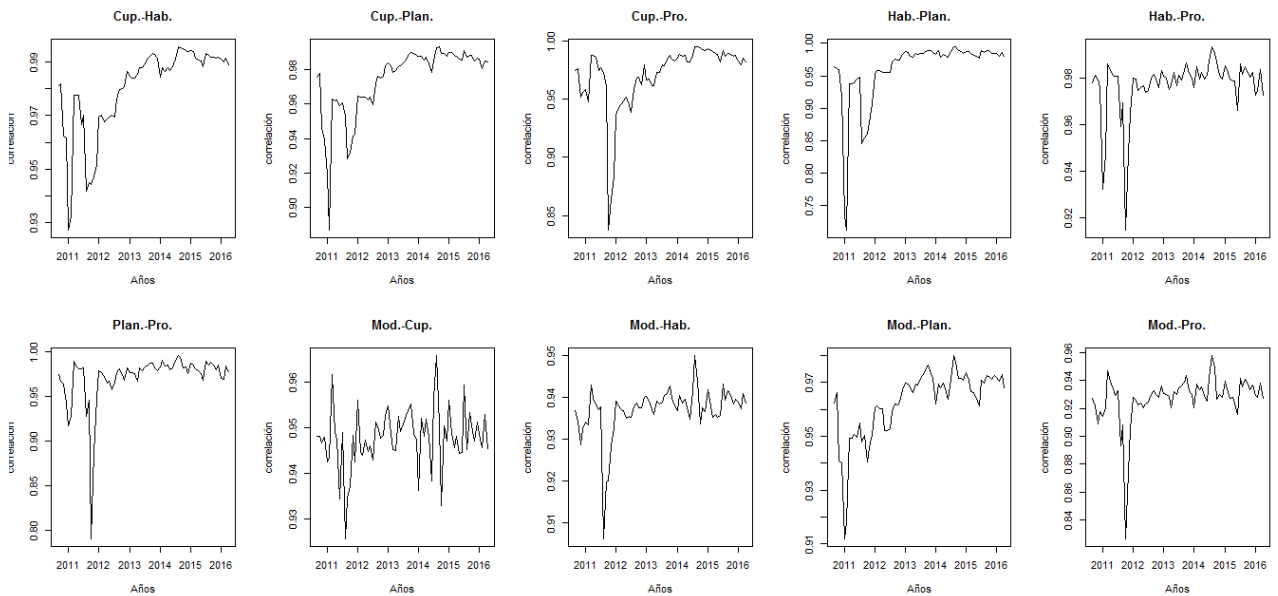 Cup.-Hab.
Cup.-Plan.
Cup.-Pro.
Hab.-Plan.
Hab.-Pro.
correlación
0.93 0.95 0.97 0.99
2011 2012 2013 2014 2015 2016
Años
correlación
0.90 0.92 0.94 0.96 0.98
2011 2012 2013 2014 2015 2016
Años
correlación
0.85 0.90 0.95 1.00
2011 2012 2013 2014 2015 2016
Años
correlación
0.75 0.80 0.85 0.90 0.95 1.00
2011 2012 2013 2014 2015 2016
Años
correlación
0.92 0.94 0.96 0.98
2011 2012 2013 2014 2015 2016
Años
Plan.-Pro.
Mod.-Cup.
Mod.-Hab.
Mod.-Plan.
Mod.-Pro.
correlación
0.80 0.85 0.90 0.95 1.00
2011 2012 2013 2014 2015 2016
Años
correlación
0.93 0.94 0.95 0.96
2011 2012 2013 2014 2015 2016
Años
correlación
0.91 0.92 0.93 0.94 0.95
2011 2012 2013 2014 2015 2016
Años
correlación
0.91 0.93 0.95 0.97
2011 2012 2013 2014 2015 2016
Años
correlación
0.84 0.86 0.88 0.90 0.92 0.94 0.96
2011 2012 2013 2014 2015 2016
Años